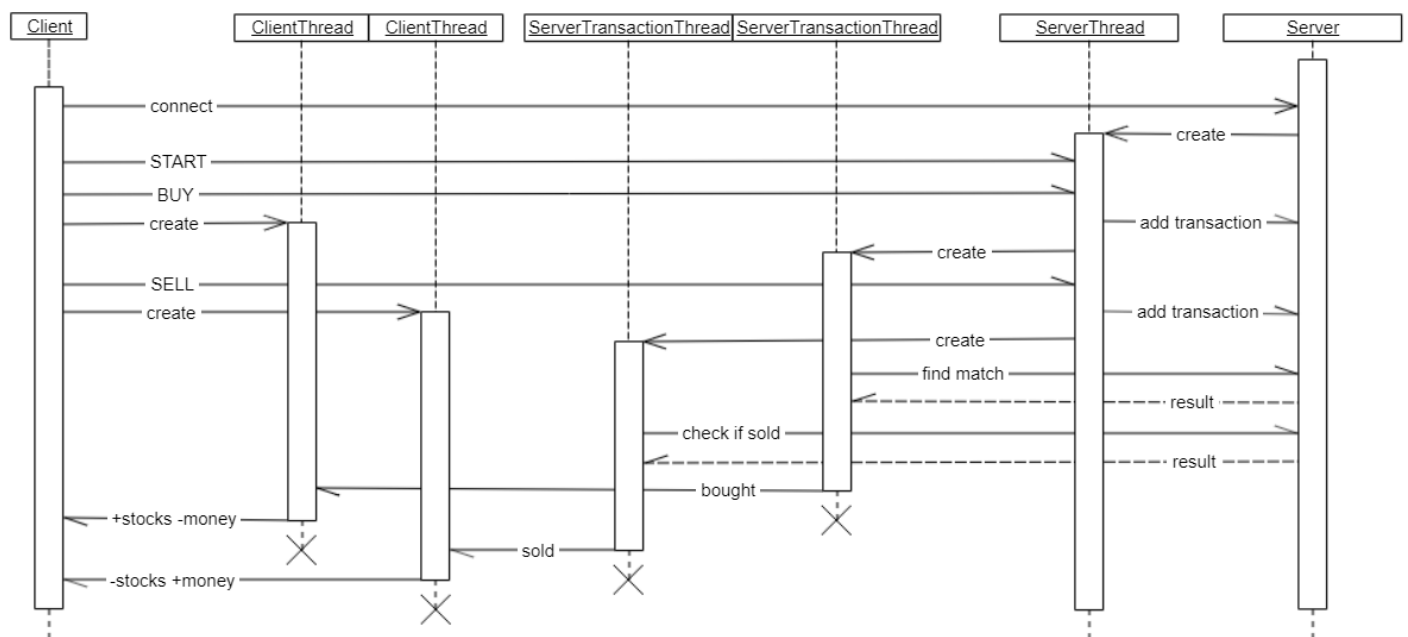 Client
ClientThread
ClientThread
ServerTransactionThread
ServerTransactionThread
ServerThread
Server
connect
create
START
BUY
create
add transaction
create
SELL
create
add transaction
create
find match
result
check if sold
result
bought
+stocks -money
sold
-stocks +money